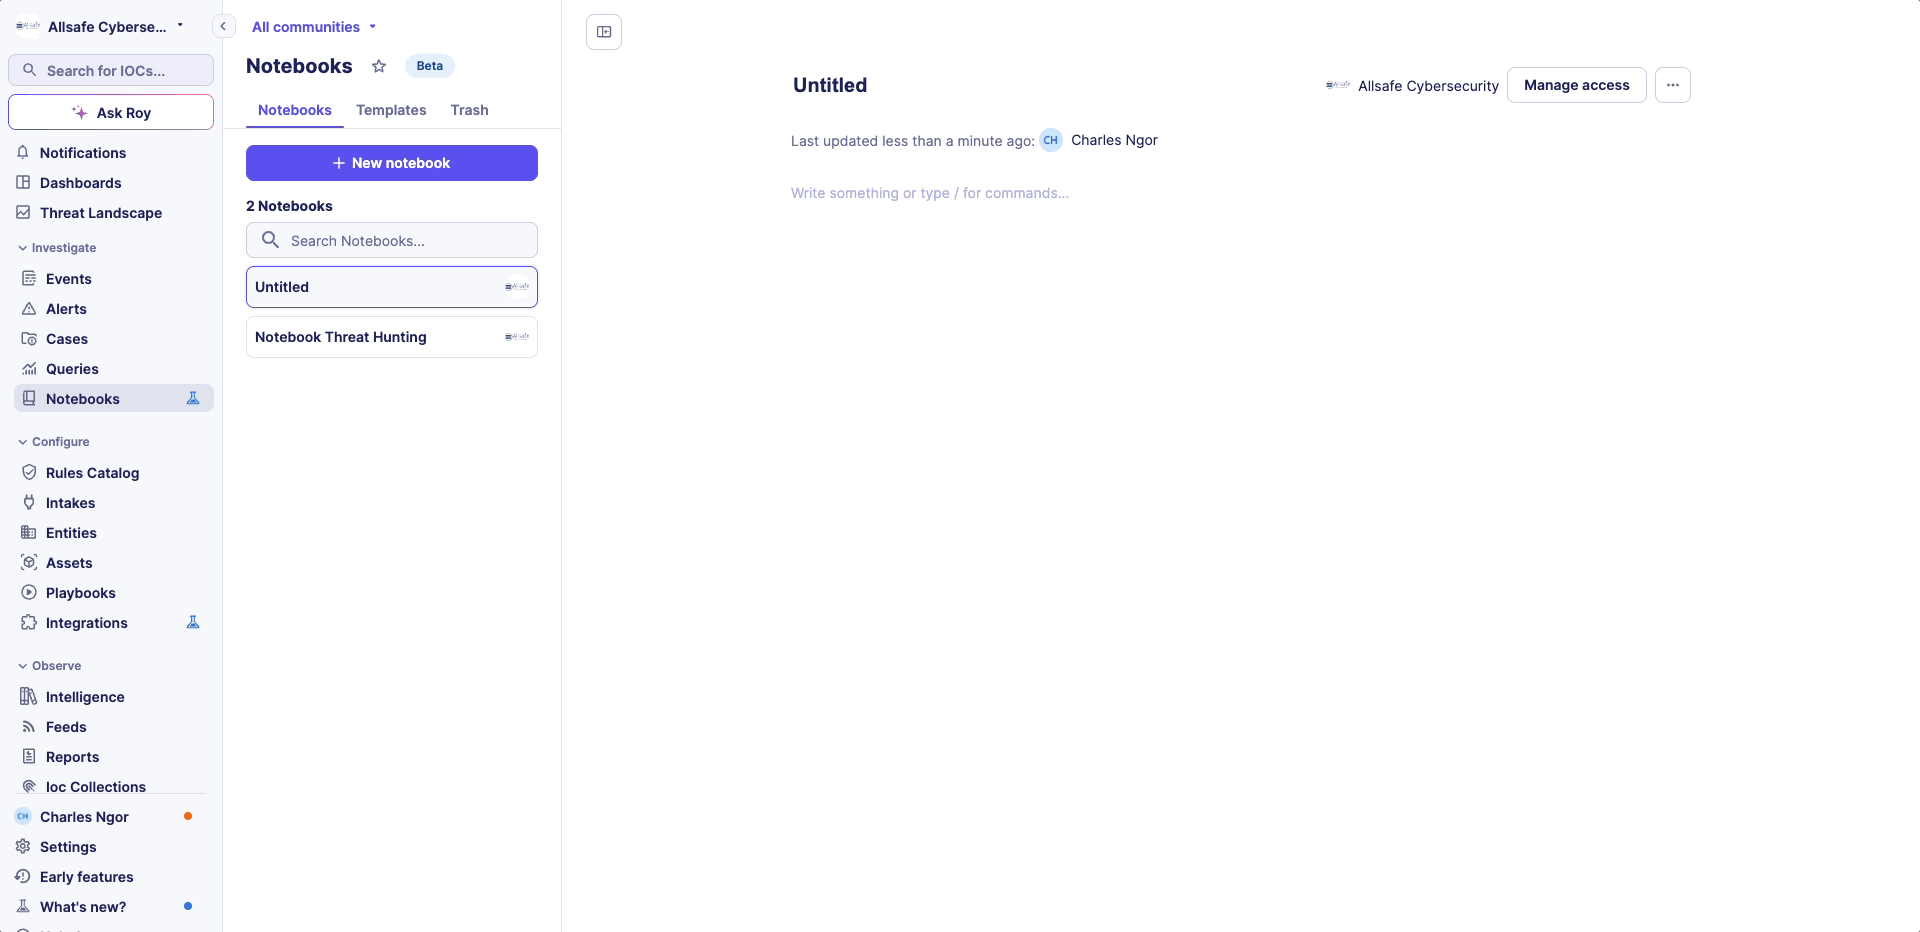 Allsafe Cyberse...
Search for IOCs...
Ask Roy
Notifications
Dashboards
Threat Landscape
Investigate
Events
Alerts
Cases
Queries
Notebooks
Configure
Rules Catalog
Intakes
Entities
Assets
Playbooks
Integrations
Observe
Intelligence
Feeds
Reports
Ioc Collections
CH Charles Ngor
Settings
Early features
What's new?
All communities
Notebooks Beta
Notebooks Templates Trash
New notebook
2 Notebooks
Search Notebooks...
Untitled
Notebook Threat Hunting
Untitled
Allsafe Cybersecurity Manage access
Last updated less than a minute ago: CH Charles Ngor
Write something or type / for commands...